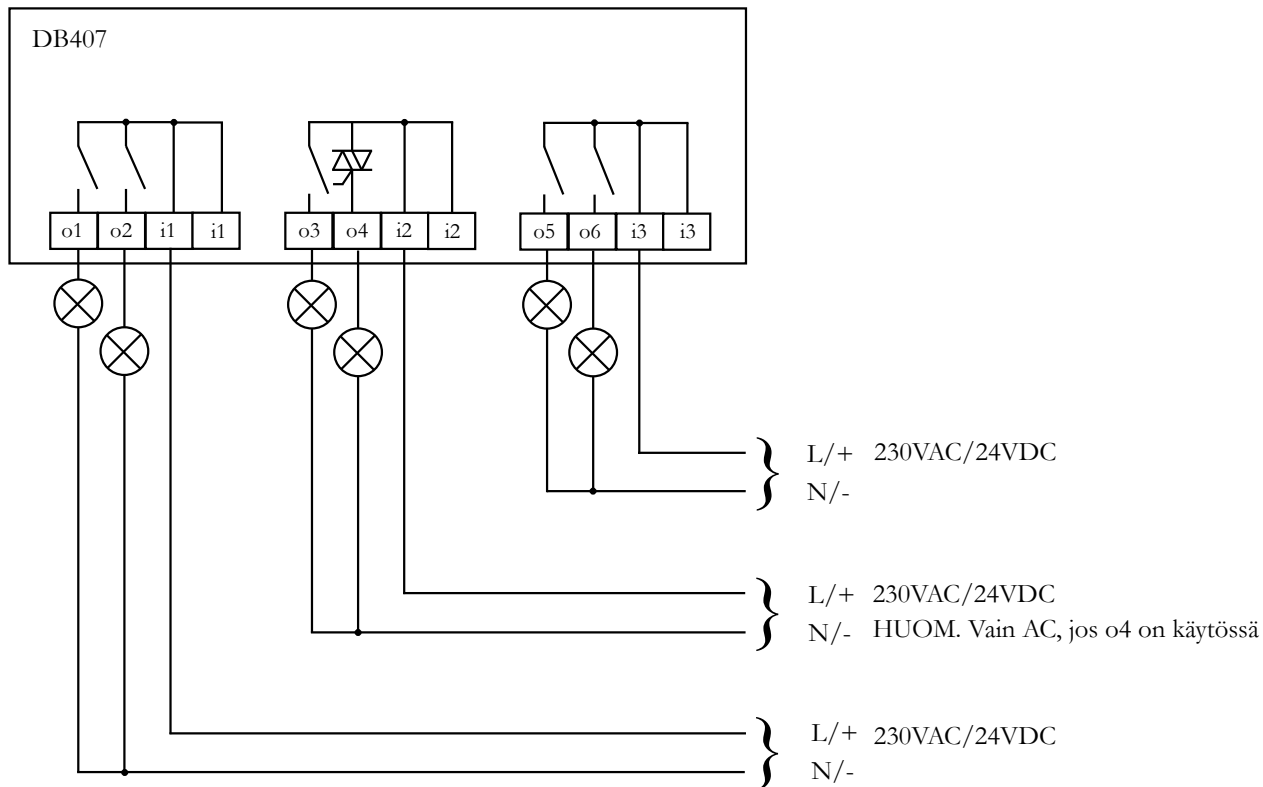 DB407
o1 o2 i1 i1 o3 o4 i2 i2 o5 o6 i3 i3
L/+ 230VAC/24VDC
N/-
L/+ 230VAC/24VDC
N/- HUOM. Vain AC, jos o4 on käytössä
L/+ 230VAC/24VDC
N/-